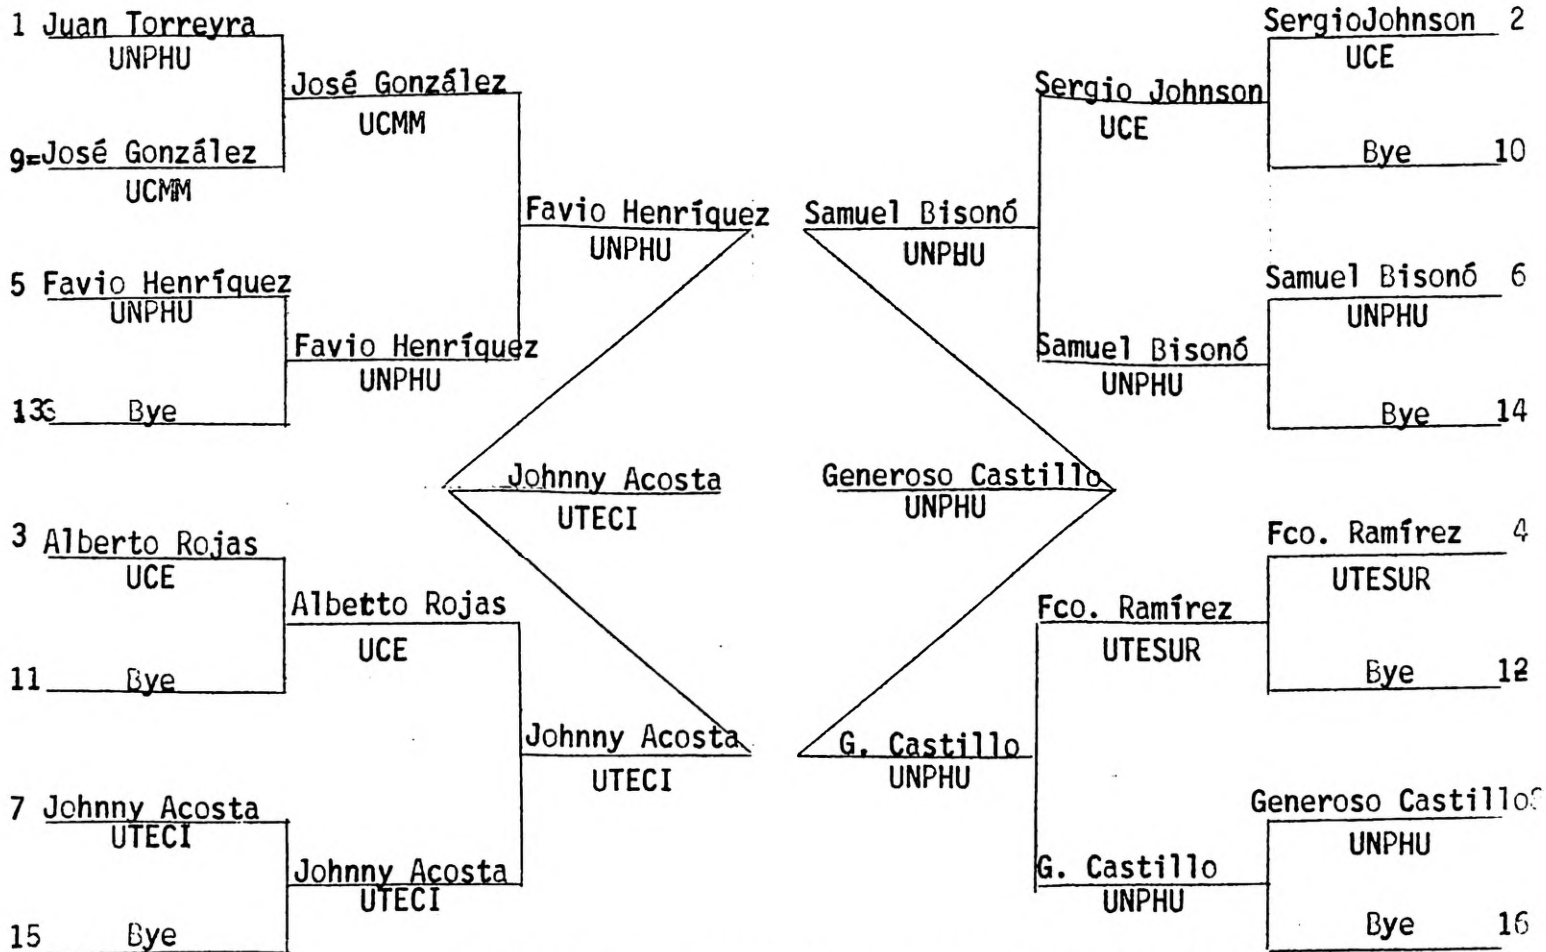 1 Juan Torreyra
UNPHU
José González
UCMM
9=José González
UCMM
Favio Henríquez
UNPHU
5 Favio Henríquez
UNPHU
Favio Henríquez
UNPHU
Bye
Johnny Acosta
UTECI
3 Alberto Rojas
UCE
Albetto Rojas
UCE
11 Bye
Johnny Acosta
UTECI
7 Johnny Acosta
UTECI
Johnny Acosta
UTECI
15 Bye
SergioJohnson 2
UCE
Sergio Johnson
UCE
Bye 10
Samuel Bisonó
UNPHU
Samuel Bisonó 6
UNPHU
Samuel Bisonó
UNPHU
Bye 14
Generoso Castillo
UNPHU
Fco. Ramírez 4
UTESUR
Fco. Ramírez
UTESUR
Bye 12
G. Castillo
UNPHU
Generoso Castillo
UNPHU
G. Castillo
UNPHU
Bye 16